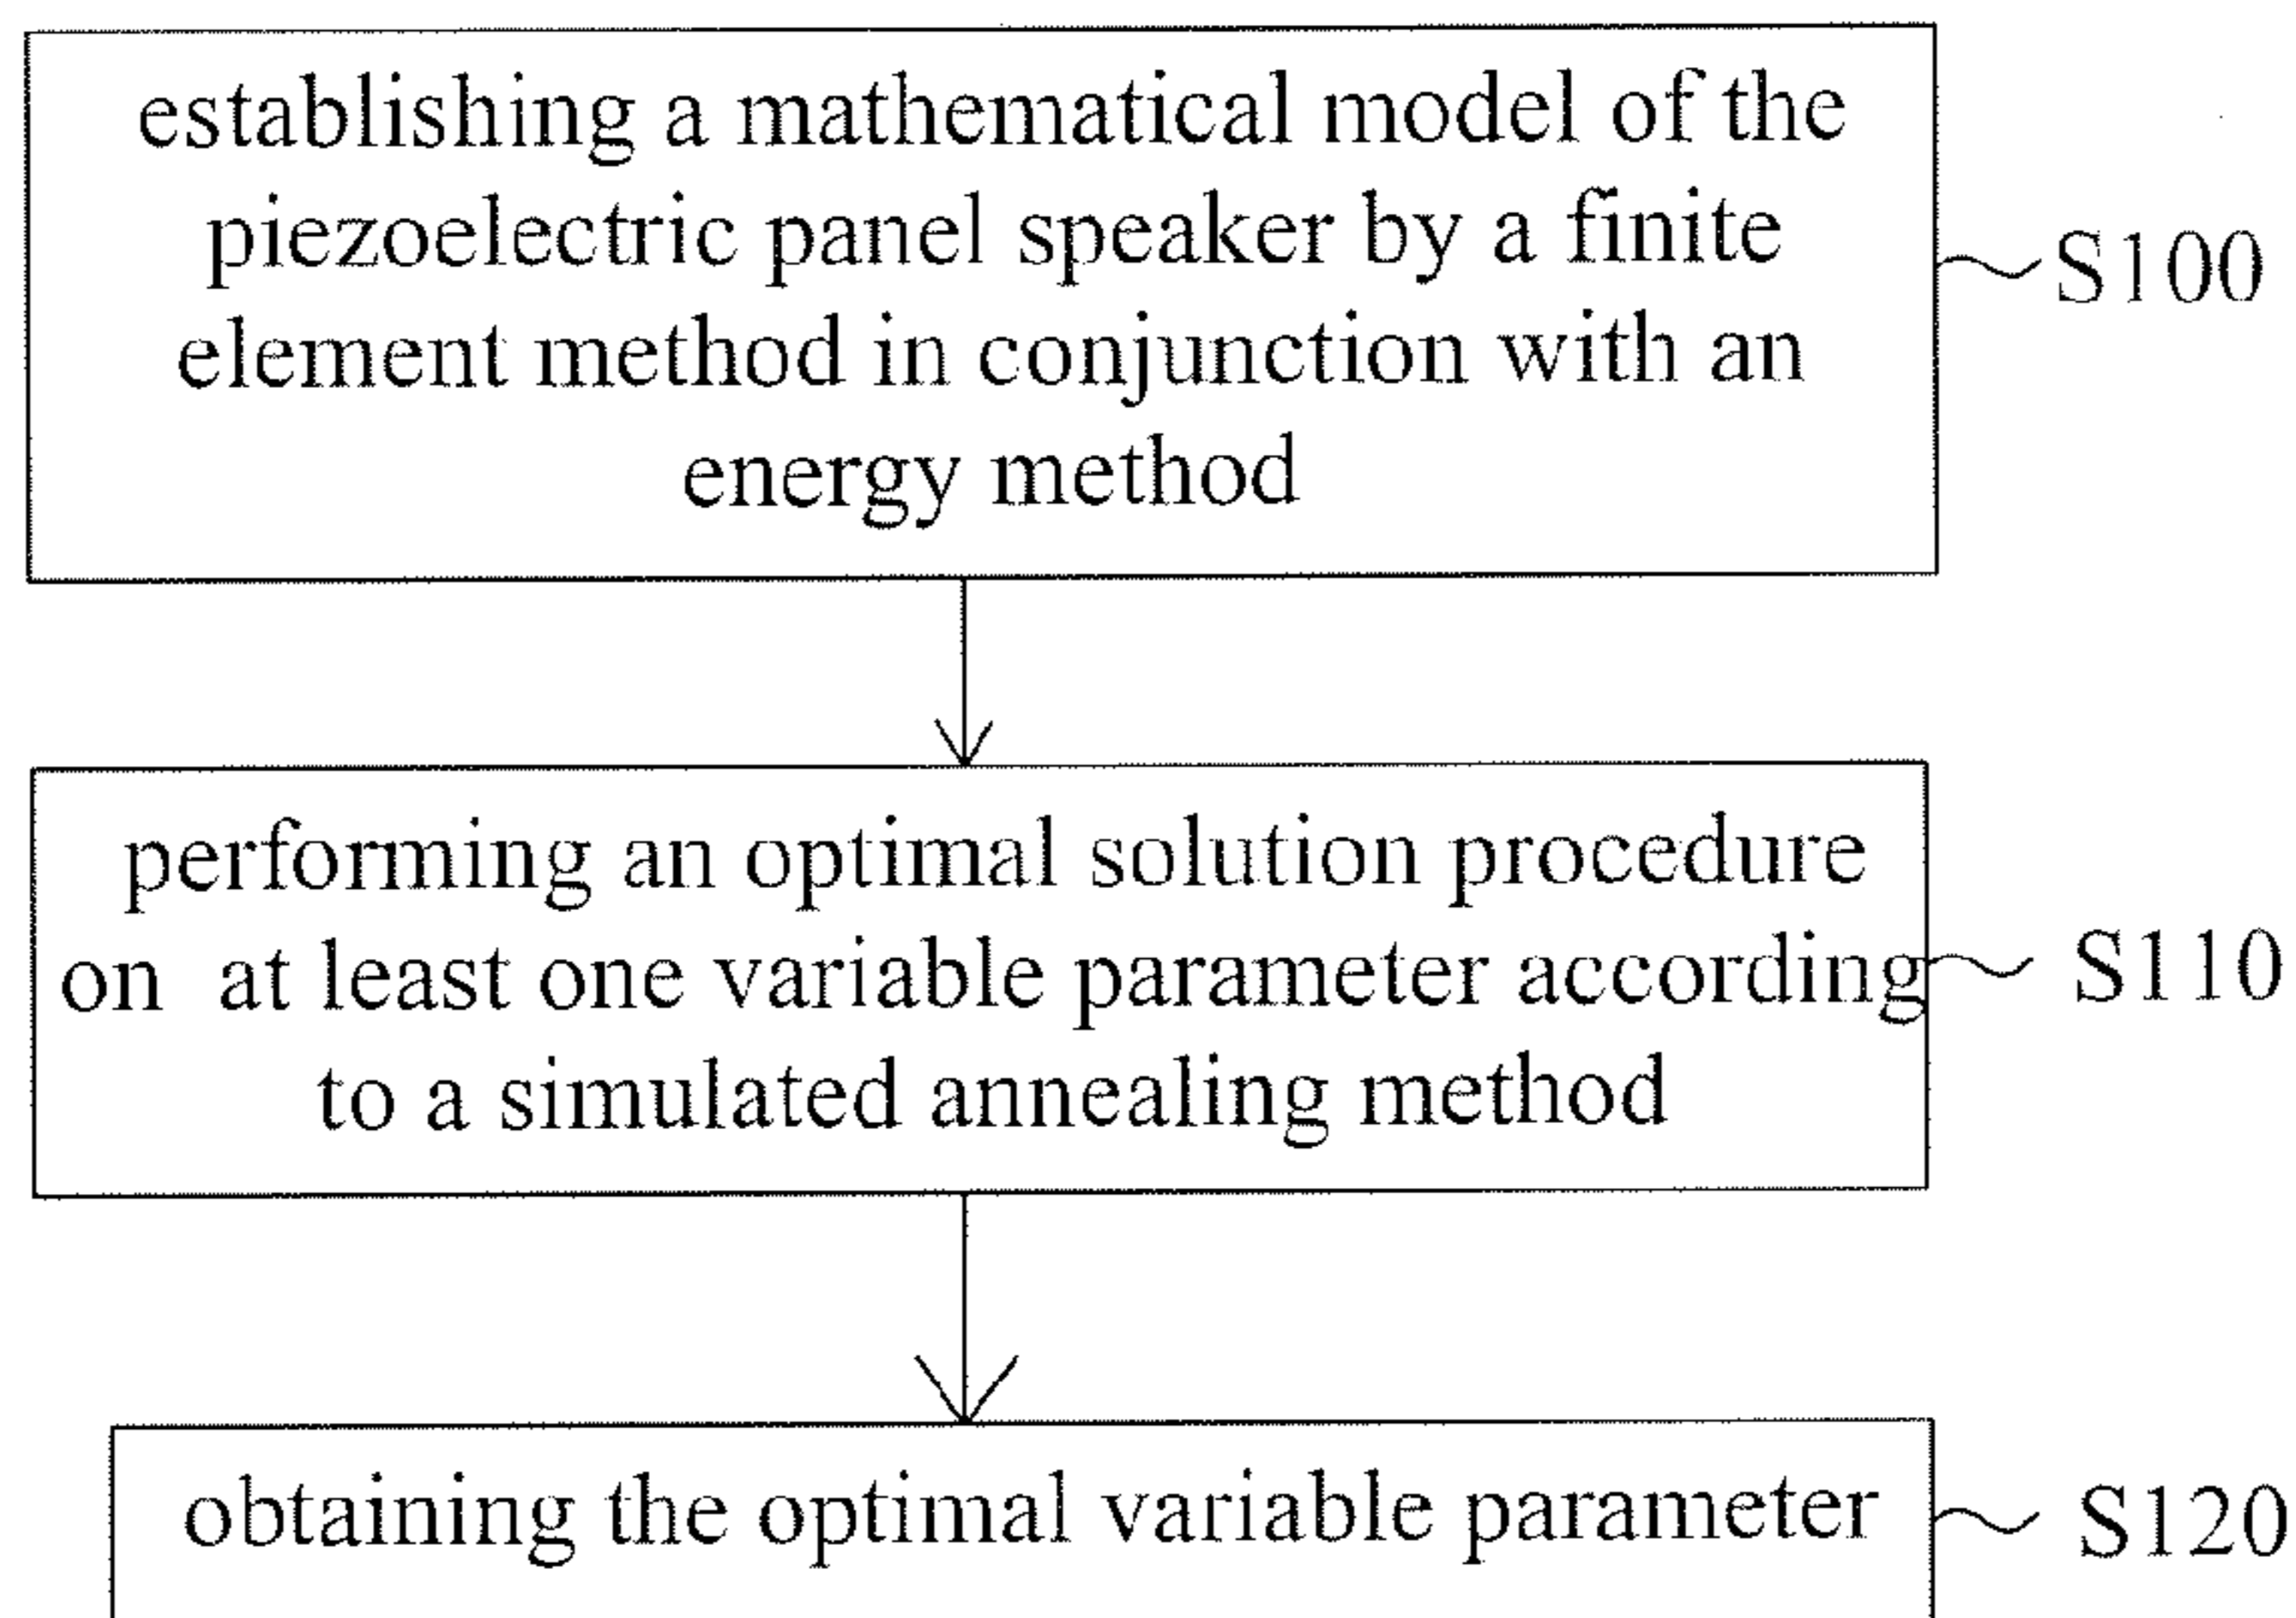 establishing a mathematical model of the
piezoelectric panel speaker by a finite
element method in conjunction with an
energy method
S100
performing an optimal solution procedure
on at least one variable parameter according
to a simulated annealing method
S110
obtaining the optimal variable parameter
S120